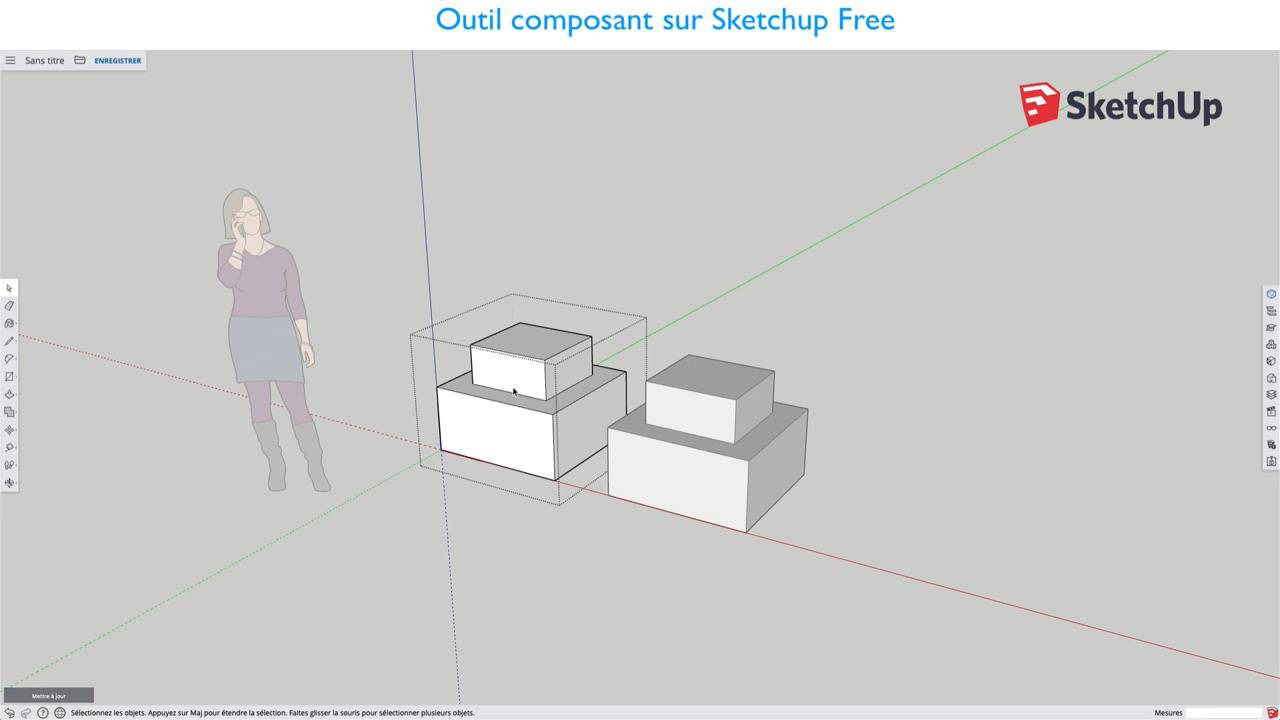 Outil composant sur Sketchup Free
Sans titre
ENREGISTRER
SketchUp
Mettre à jour
Sélectionnez les objets. Appuyez sur Maj pour étendre la sélection. Faites glisser la souris pour sélectionner plusieurs objets.
Mesures